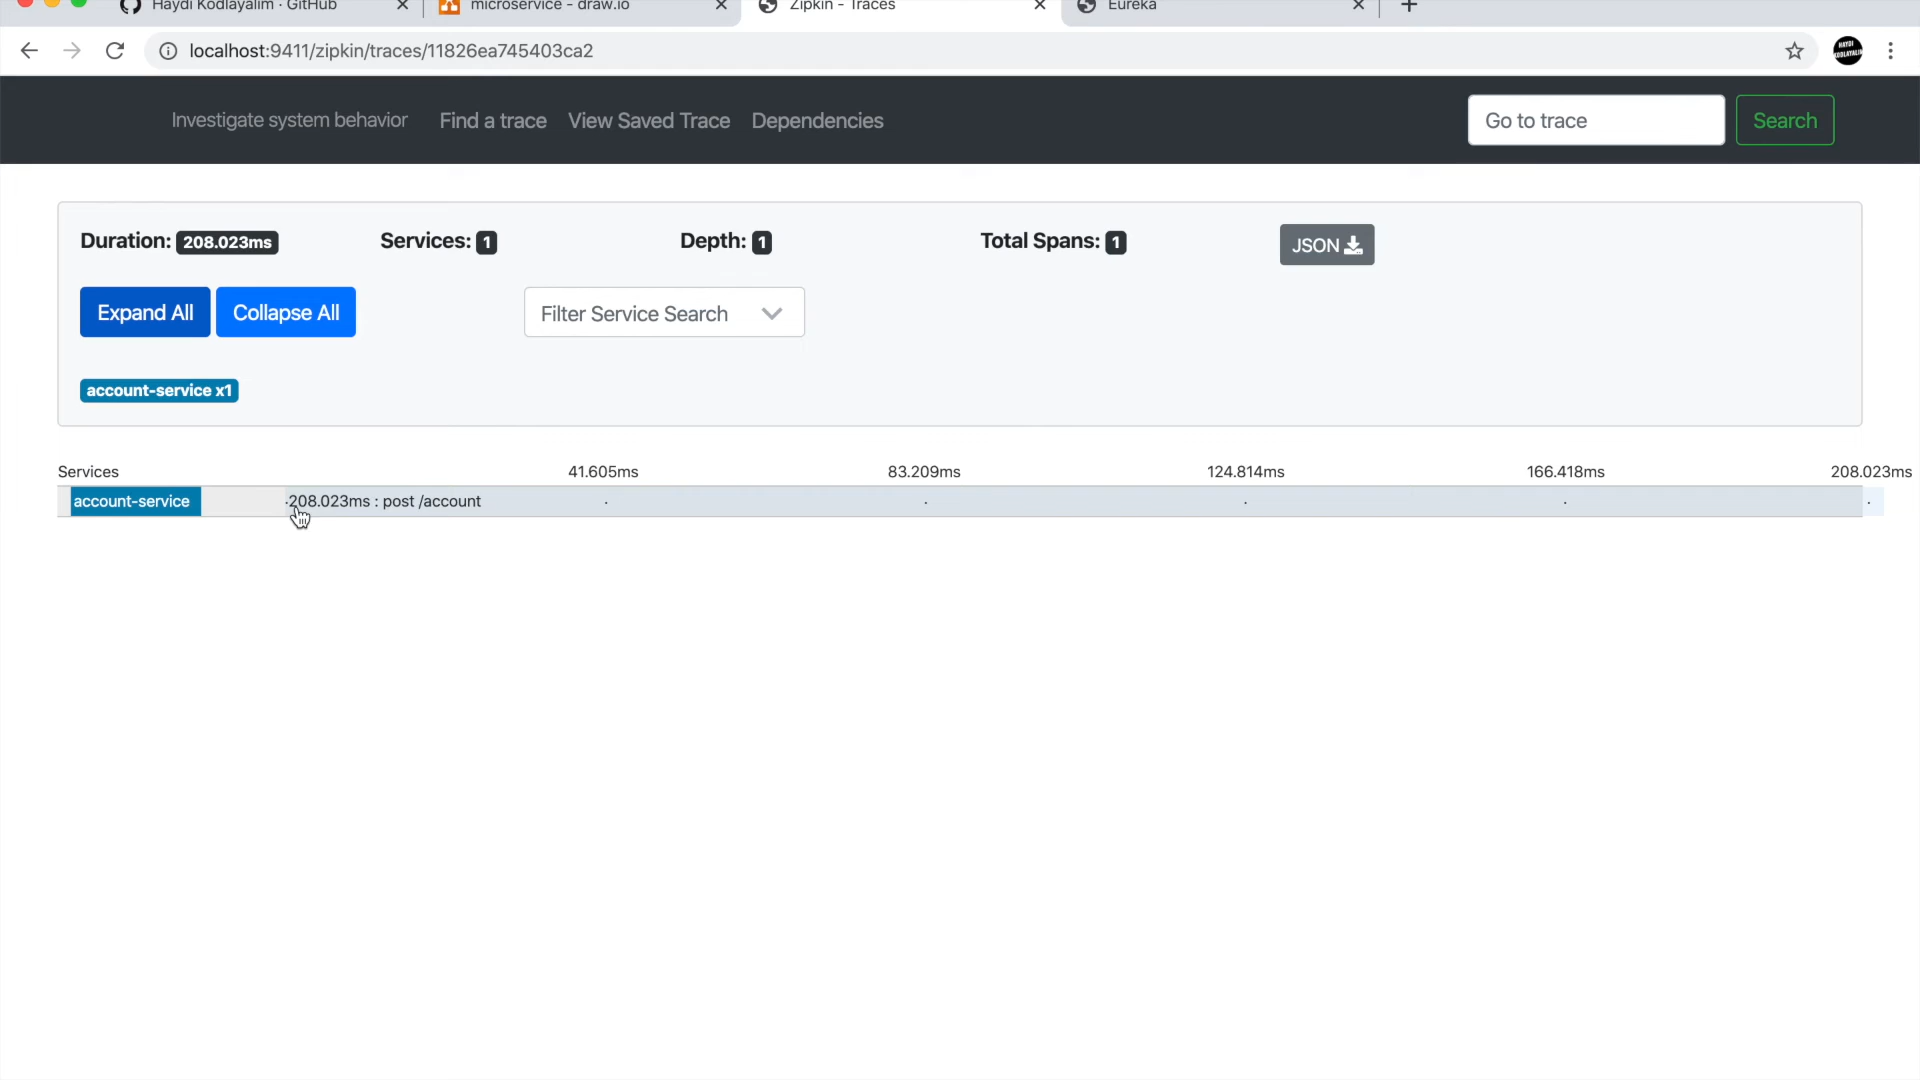 Haydi Kodlayalim · GitHub
microservice - draw.io
Zipkin - Traces
Eureka
localhost:9411/zipkin/traces/11826ea745403ca2
Investigate system behavior Find a trace View Saved Trace Dependencies Go to trace Search
Duration: 208.023ms Services: 1 Depth: 1 Total Spans: 1 JSON
Expand All Collapse All Filter Service Search
account-service x1
Services 41.605ms 83.209ms 124.814ms 166.418ms 208.023ms
account-service 208.023ms : post /account